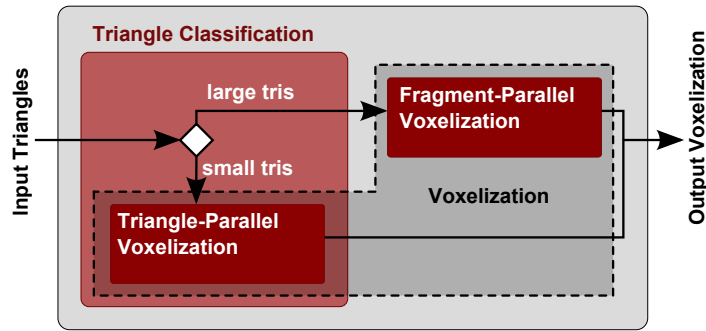 Triangle Classification
Input Triangles
large tris
small tris
Fragment-Parallel
Voxelization
Triangle-Parallel
Voxelization
Voxelization
Output Voxelization